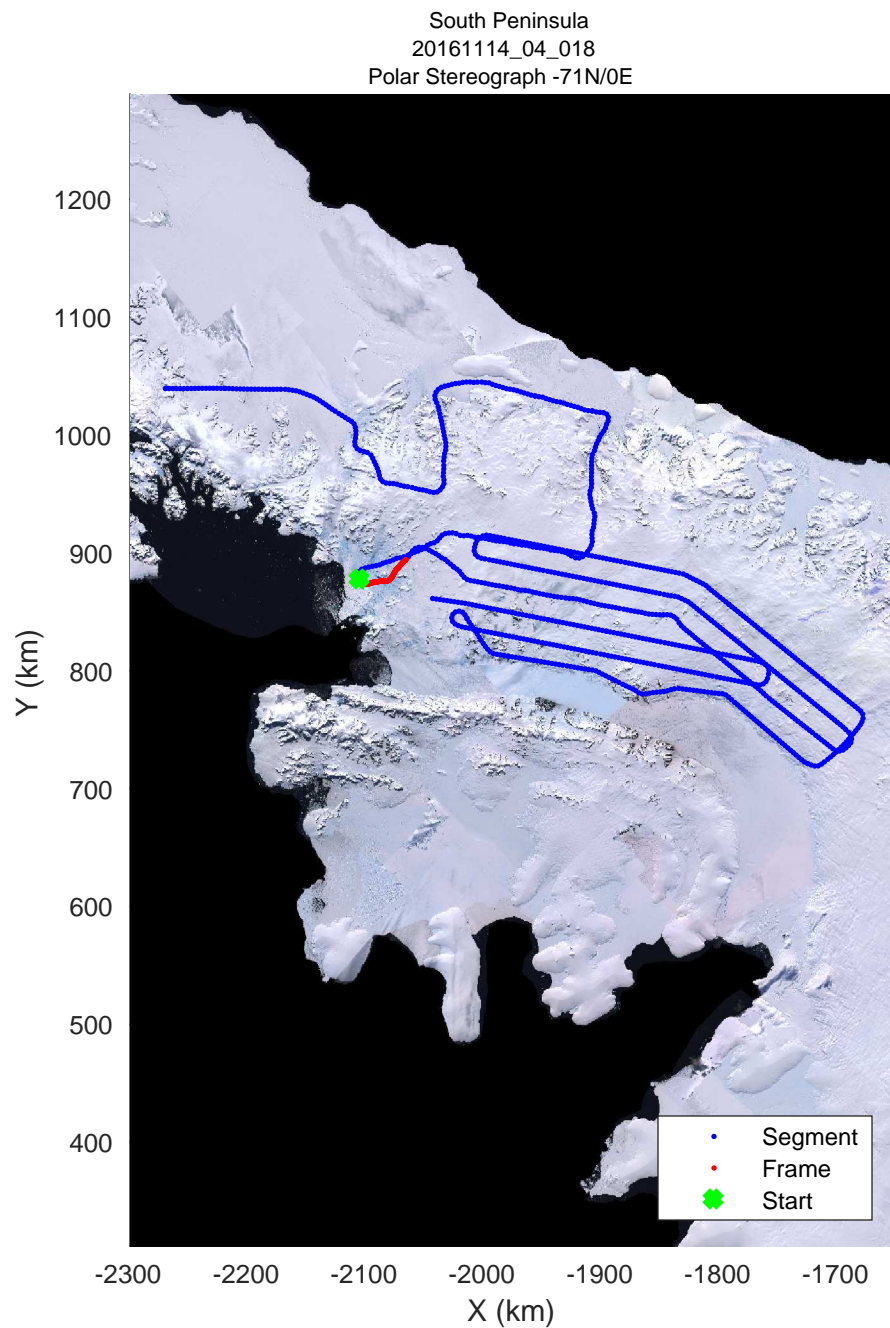 South Peninsula
20161114_04_018
Polar Stereograph -71N/0E
1200
1100
1000
900
800
700
600
500
400
Y (km)
Segment
Frame
Start
-2300 -2200 -2100 -2000 -1900 -1800 -1700
X (km)